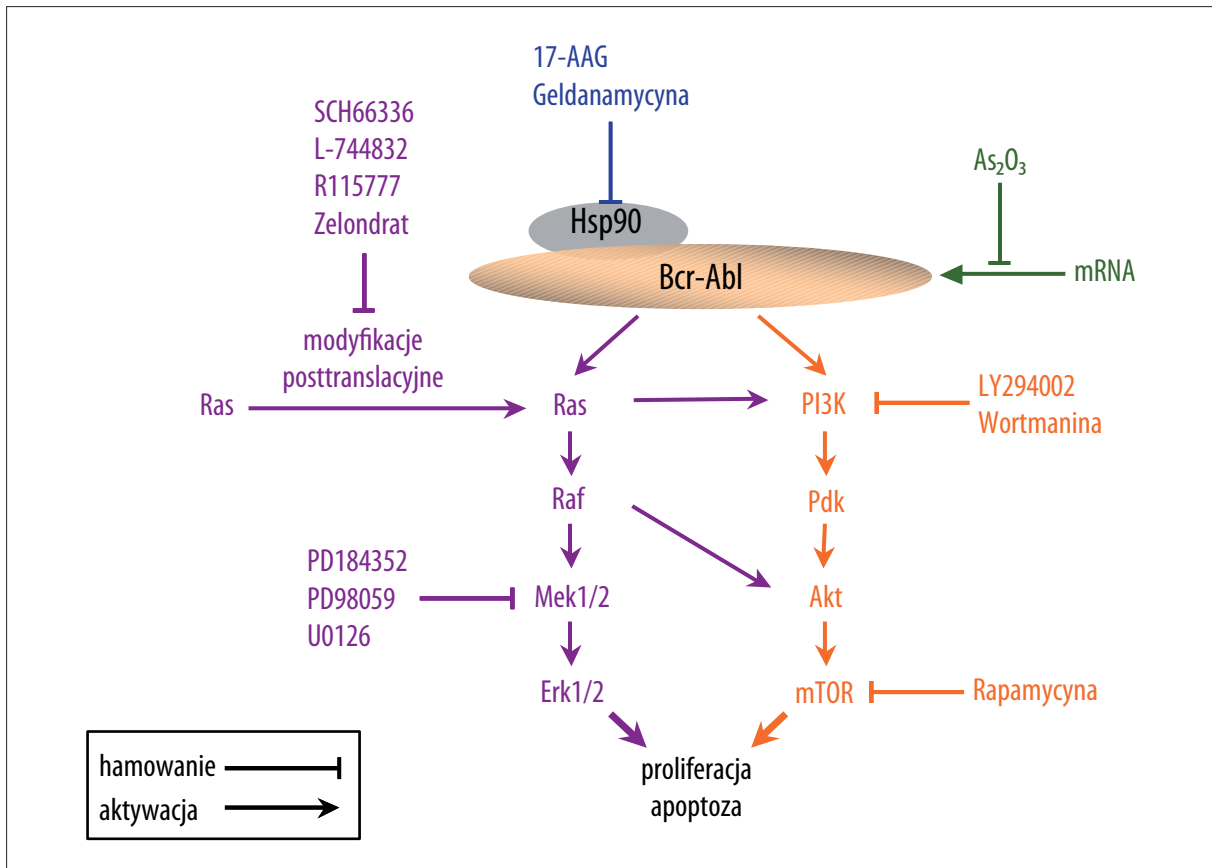 17-AAG
Geldanamycyna
SCH66336
L-744832
R115777
Zelondrat
As₂O₃
Hsp90
Bcr-Abl
mRNA
modyfikacje
posttranslacyjne
Ras
Ras
PI3K
LY294002
Wortmanina
Raf
Pdk
PD184352
PD98059
U0126
Mek1/2
Akt
Erk1/2
mTOR
Rapamycyna
proliferacja
apoptoza
hamowanie
aktywacja